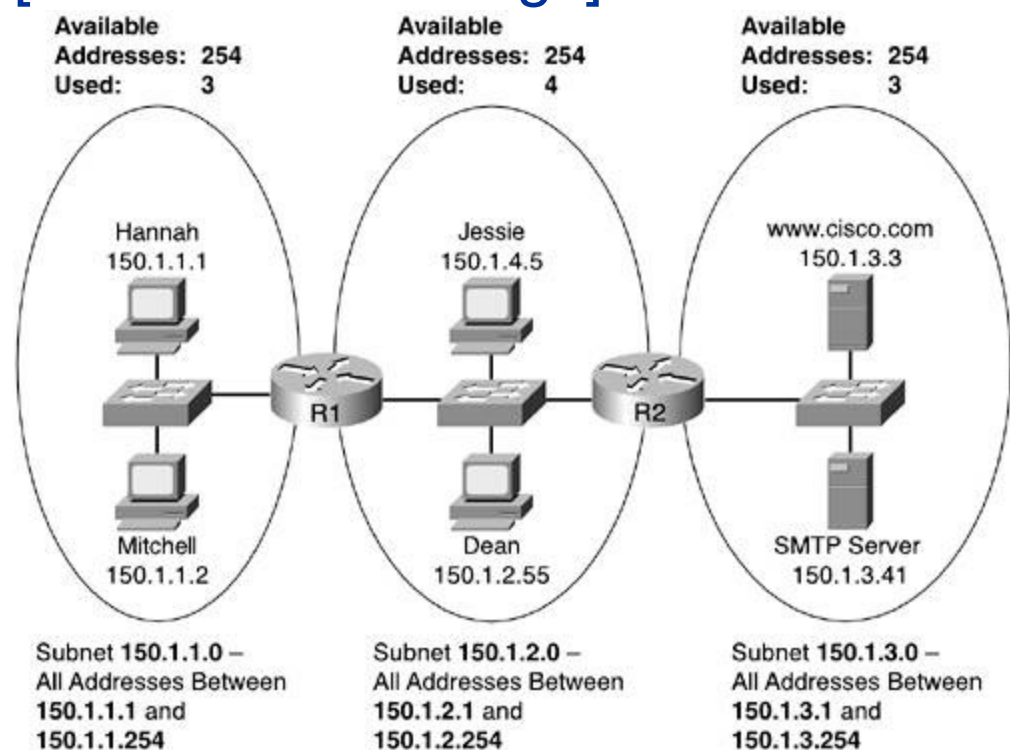 Available
Addresses: 254
Used: 3
Available
Addresses: 254
Used: 4
Available
Addresses: 254
Used: 3
Hannah
150.1.1.1
Jessie
150.1.4.5
www.cisco.com
150.1.3.3
R1
R2
Mitchell
150.1.1.2
Dean
150.1.2.55
SMTP Server
150.1.3.41
Subnet 150.1.1.0 –
All Addresses Between
150.1.1.1 and
150.1.1.254
Subnet 150.1.2.0 –
All Addresses Between
150.1.2.1 and
150.1.2.254
Subnet 150.1.3.0 –
All Addresses Between
150.1.3.1 and
150.1.3.254